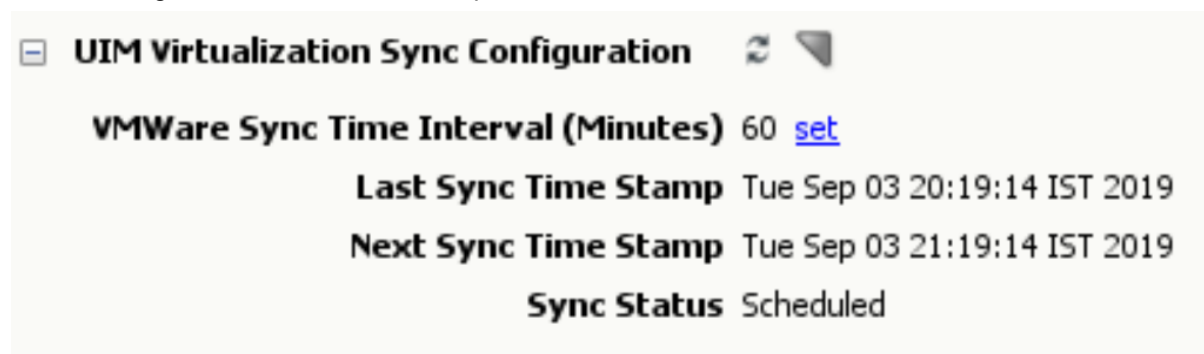 UIM Virtualization Sync Configuration
VMWare Sync Time Interval (Minutes) 60 set
Last Sync Time Stamp Tue Sep 03 20:19:14 IST 2019
Next Sync Time Stamp Tue Sep 03 21:19:14 IST 2019
Sync Status Scheduled